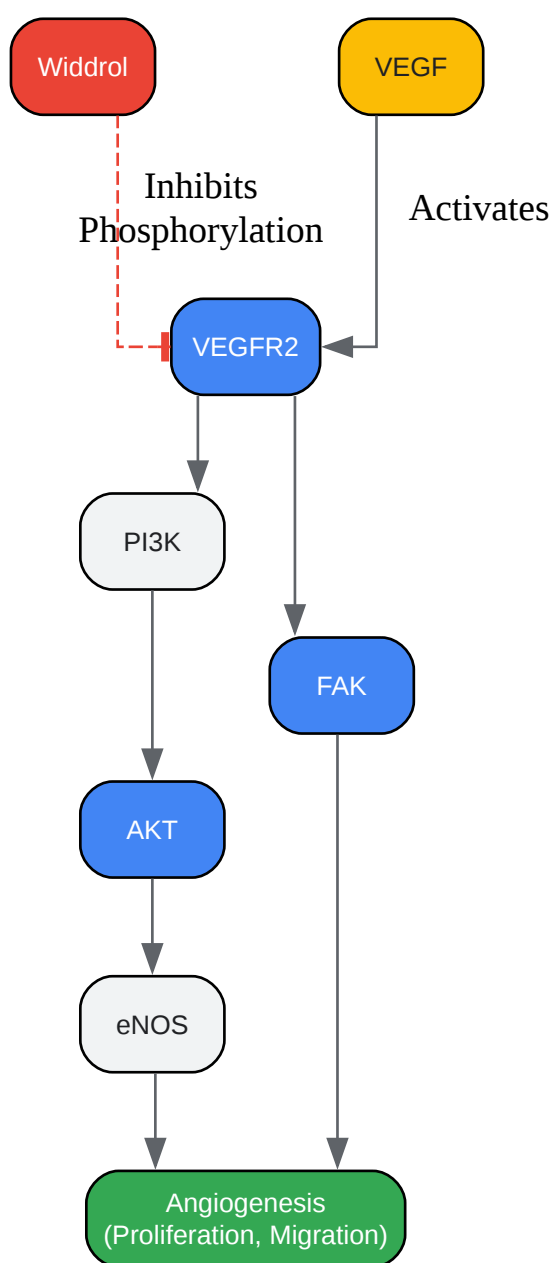 Widdrol
VEGF
Inhibits
Phosphorylation
Activates
VEGFR2
PI3K
FAK
AKT
eNOS
Angiogenesis
(Proliferation, Migration)